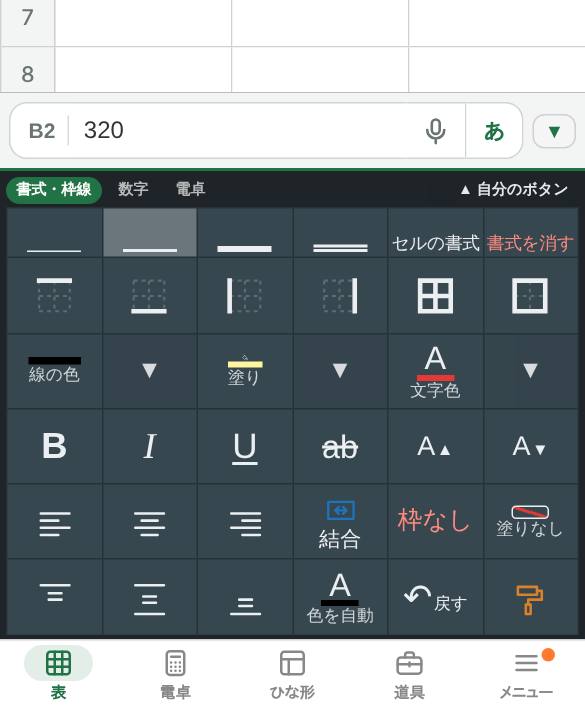 7
8
B2 320 あ ▼
書式・枠線 数字 電卓 ▲ 自分のボタン
セルの書式 書式を消す
線の色 ▼ 塗り ▼ A 文字色 ▼
B I U ab A▲ A▼
結合 枠なし 塗りなし
A 色を自動 ↶戻す
表 電卓 ひな形 道具 メニュー